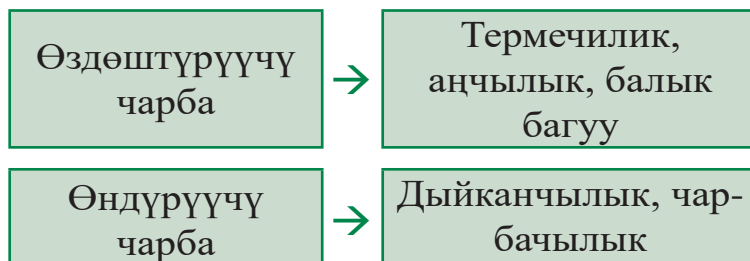 Өздөштүрүүчү
чарба
→
Термечилик,
аңчылык, балык
багуу
Өндүрүүчү
чарба
→
Дыйканчылык, чар-
бачылык